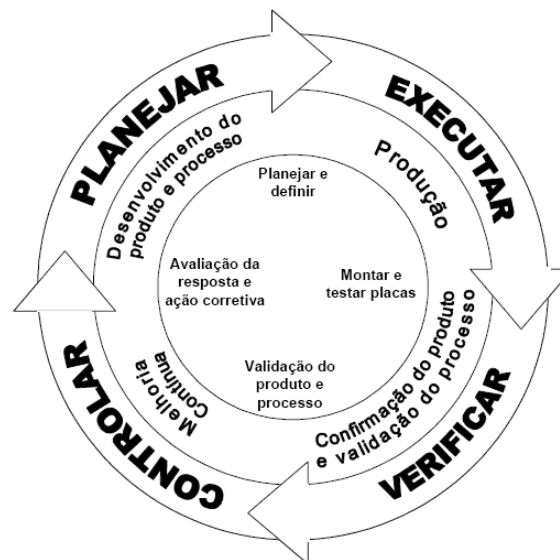 PLANEJAR
EXECUTAR
VERIFICAR
CONTROLAR
Desenvolvimento do
produto e processo
Produção
Confirmação do produto
e validação do processo
Melhoria
Contínua
Planejar e
definir
Montar e
testar placas
Validação do
produto e
processo
Avaliação da
resposta e
ação corretiva